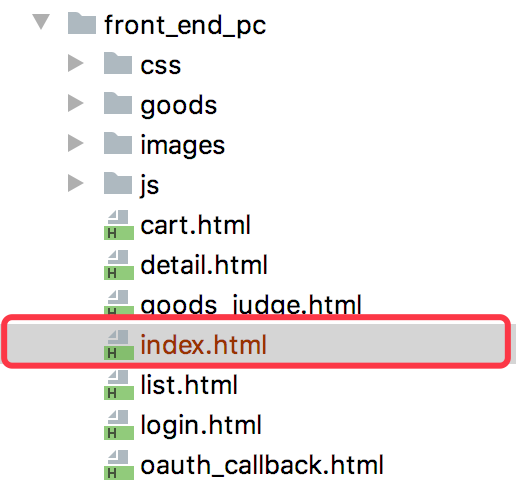 front_end_pc
css
goods
images
js
H cart.html
H detail.html
H goods_judge.html
H index.html
H list.html
H login.html
H oauth_callback.html